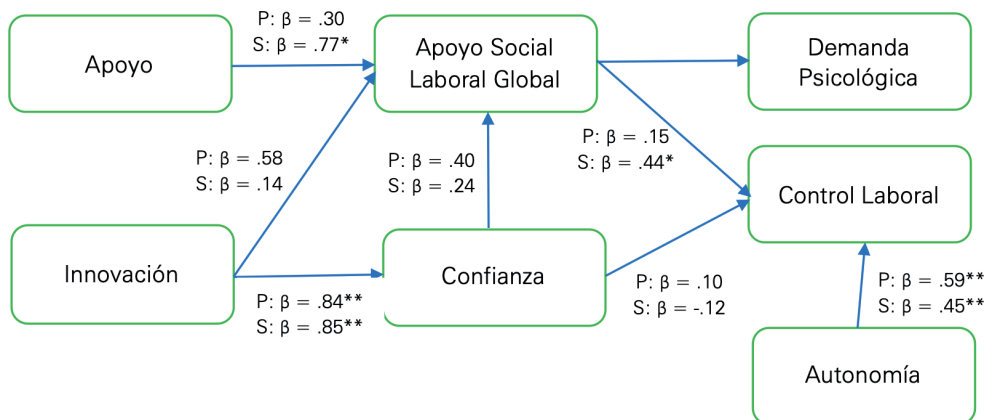 P: β = .30
S: β = .77*
Apoyo
Apoyo Social
Laboral Global
Demanda
Psicológica
P: β = .58
S: β = .14
P: β = .40
S: β = .24
P: β = .15
S: β = .44*
Control Laboral
Innovación
Confianza
P: β = .84**
S: β = .85**
P: β = .10
S: β = -.12
P: β = .59**
S: β = .45**
Autonomía